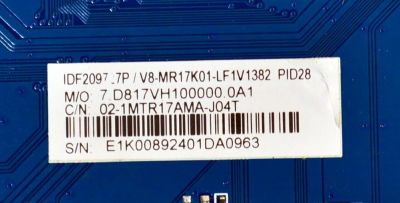 IDF2097 .7P / V8-MR17K01-LF1V1382 PID28
M/O: 7.D817VH100000.0A1
C/N: 02-1MTR17AMA-J04T
S/N: E1K00892401DA0963